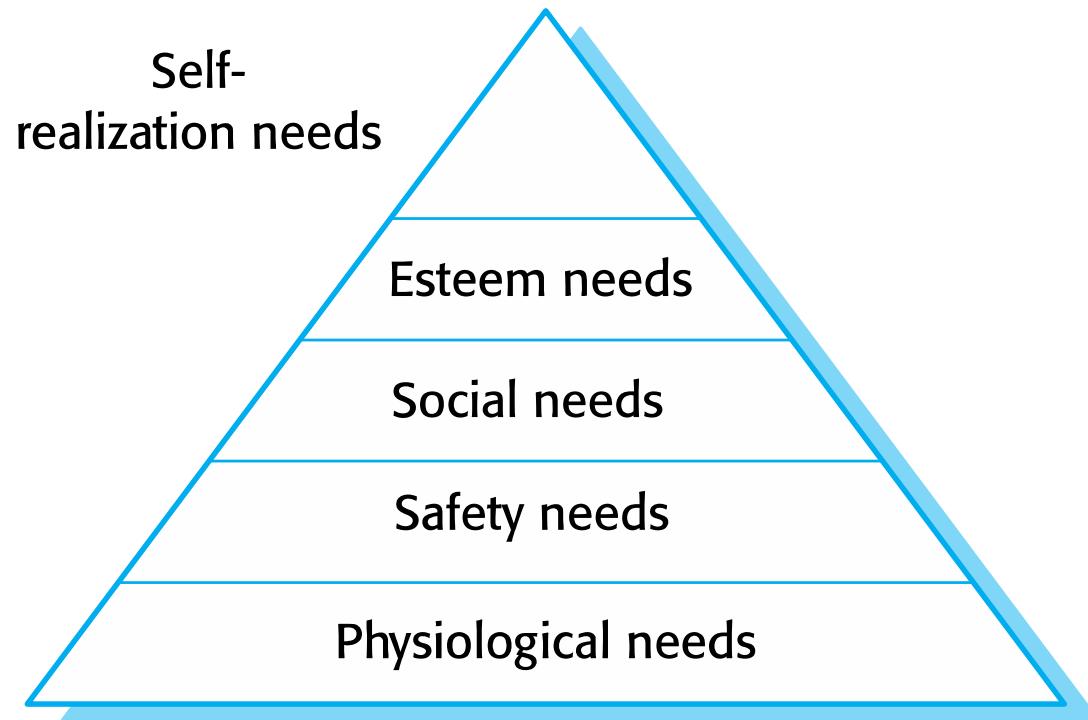 Self-
realization needs
Esteem needs
Social needs
Safety needs
Physiological needs